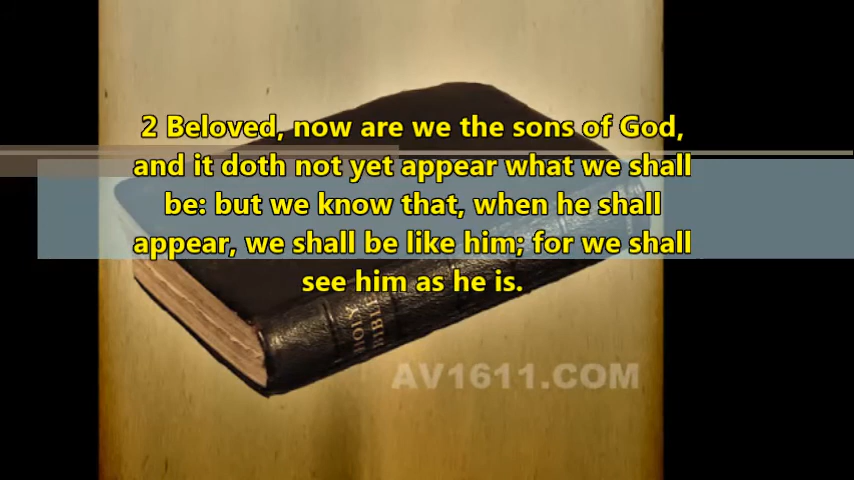 2 Beloved, now are we the sons of God,
and it doth not yet appear what we shall
be: but we know that, when he shall
appear, we shall be like him; for we shall
see him as he is.
HOLY
BIBLE
AV1611.COM